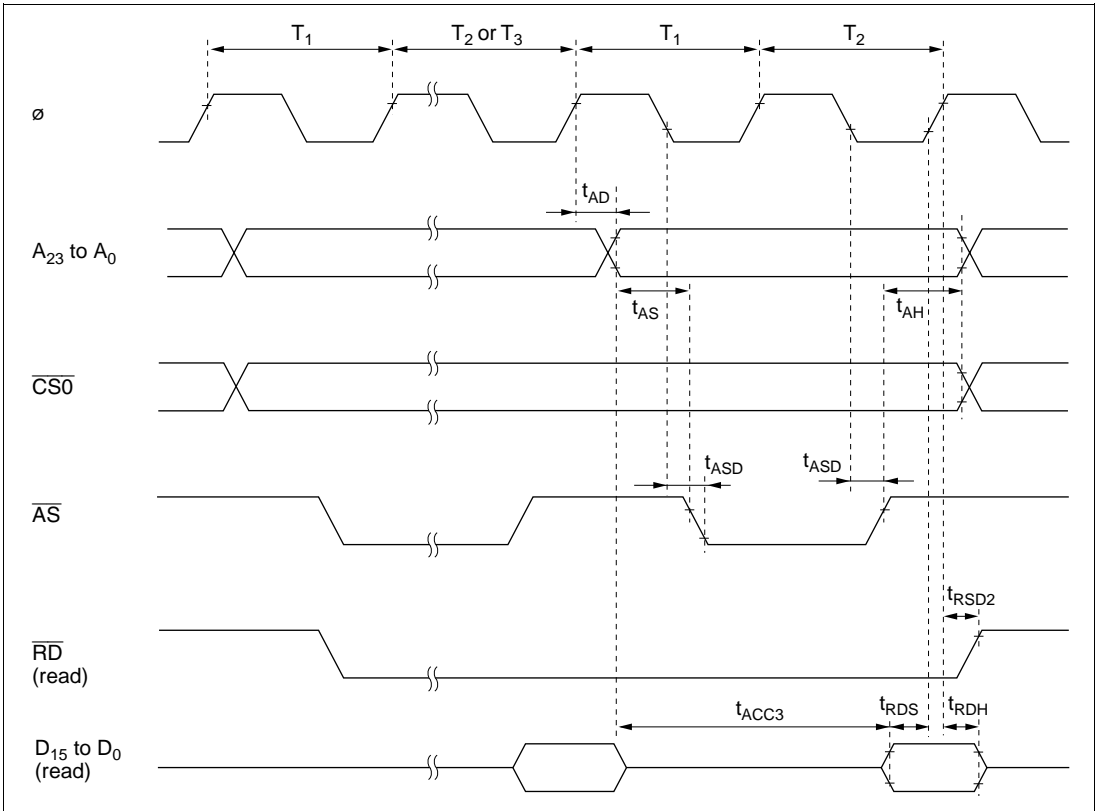 T1 T2 or T3 T1 T2
ø
tAD
A23 to A0
tAS tAH
CS0
tASD tASD
AS
tRSD2
RD
(read)
tACC3 tRDS tRDH
D15 to D0
(read)